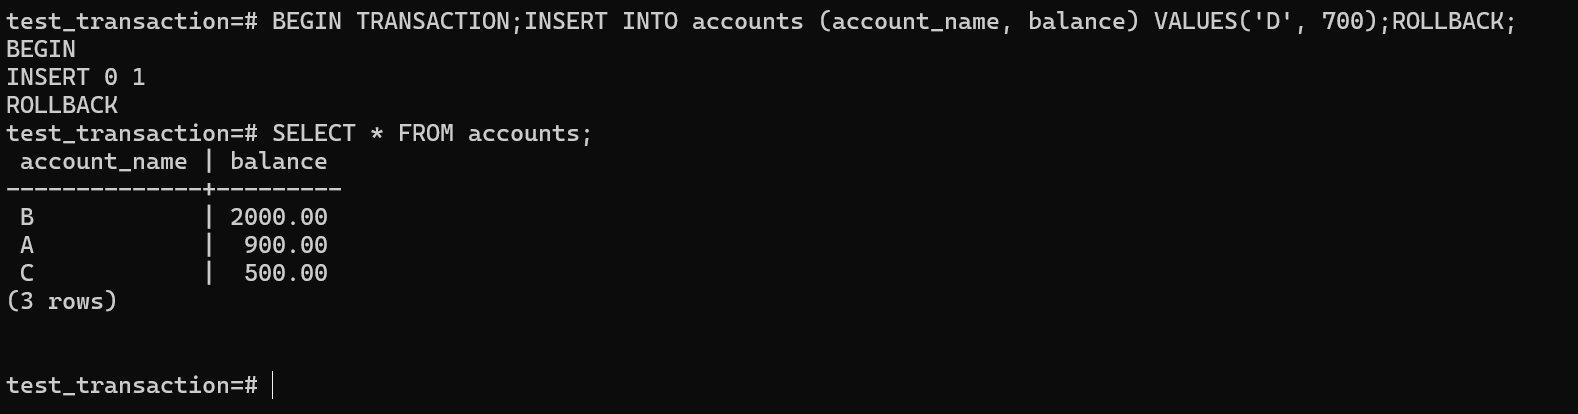 test_transaction=# BEGIN TRANSACTION;INSERT INTO accounts (account_name, balance) VALUES('D', 700);ROLLBACK;
BEGIN
INSERT 0 1
ROLLBACK
test_transaction=# SELECT * FROM accounts;
 account_name | balance
--------------+---------
 B            | 2000.00
 A            |  900.00
 C            |  500.00
(3 rows)
test_transaction=#